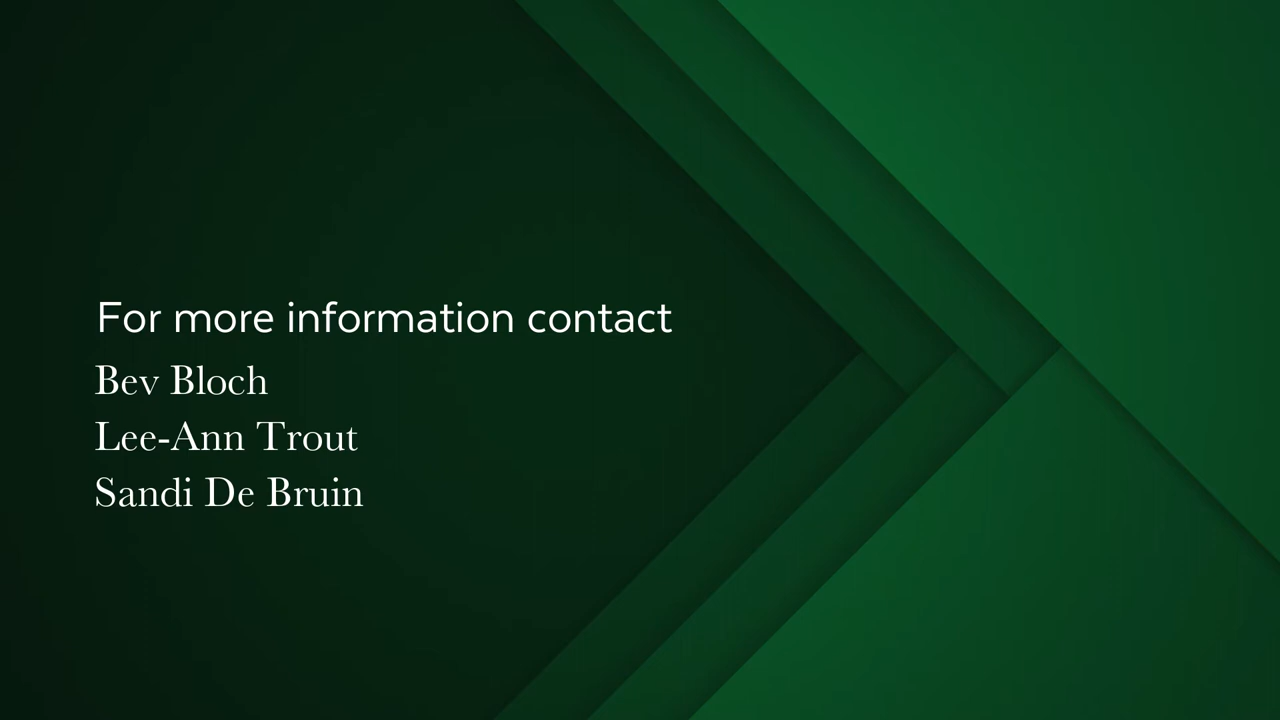 For more information contact
Bev Bloch
Lee-Ann Trout
Sandi De Bruin